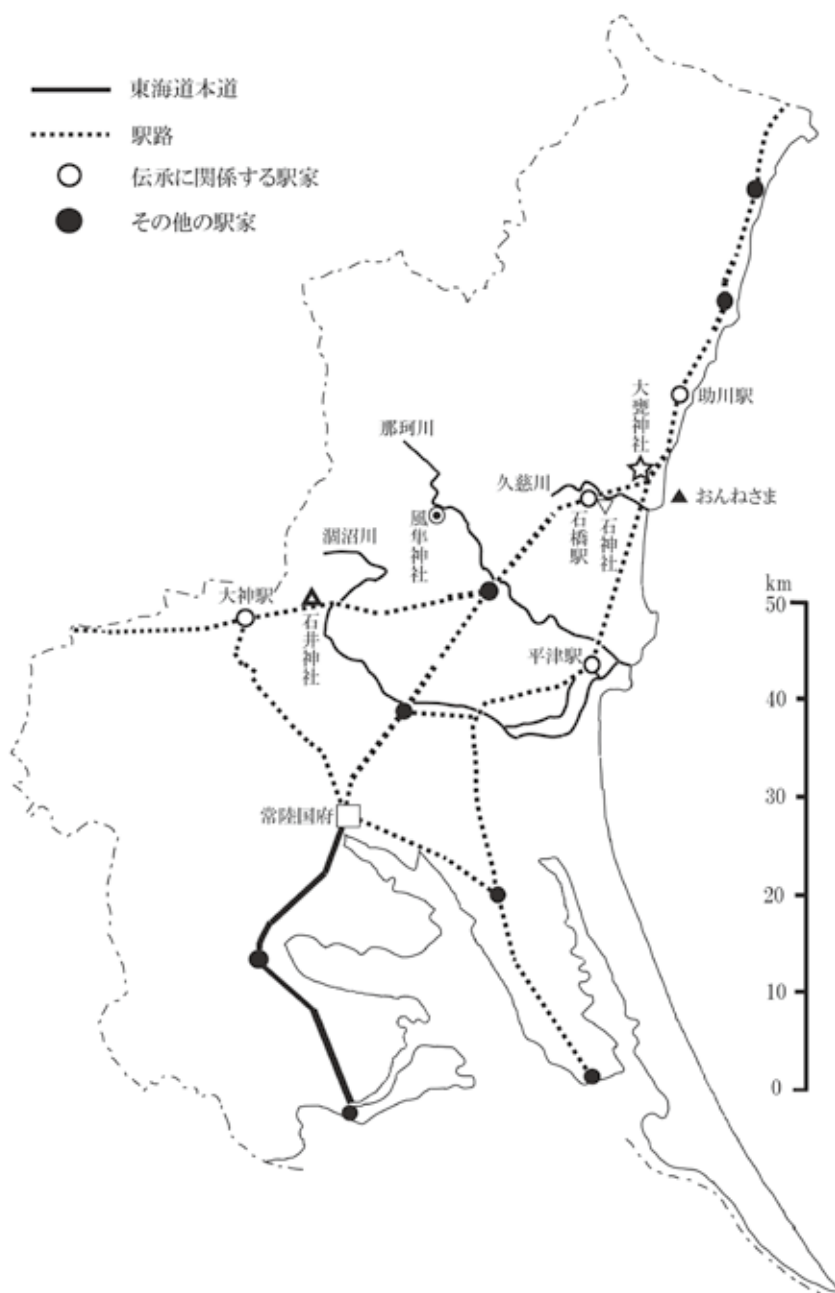 東海道本道
駅路
伝承に関係する駅家
その他の駅家
助川駅
大甕神社
那珂川
久慈川
おんねさま
風隼神社
石橋駅
石神社
涸沼川
大神駅
石井神社
平津駅
常陸国府
km
50
40
30
20
10
0